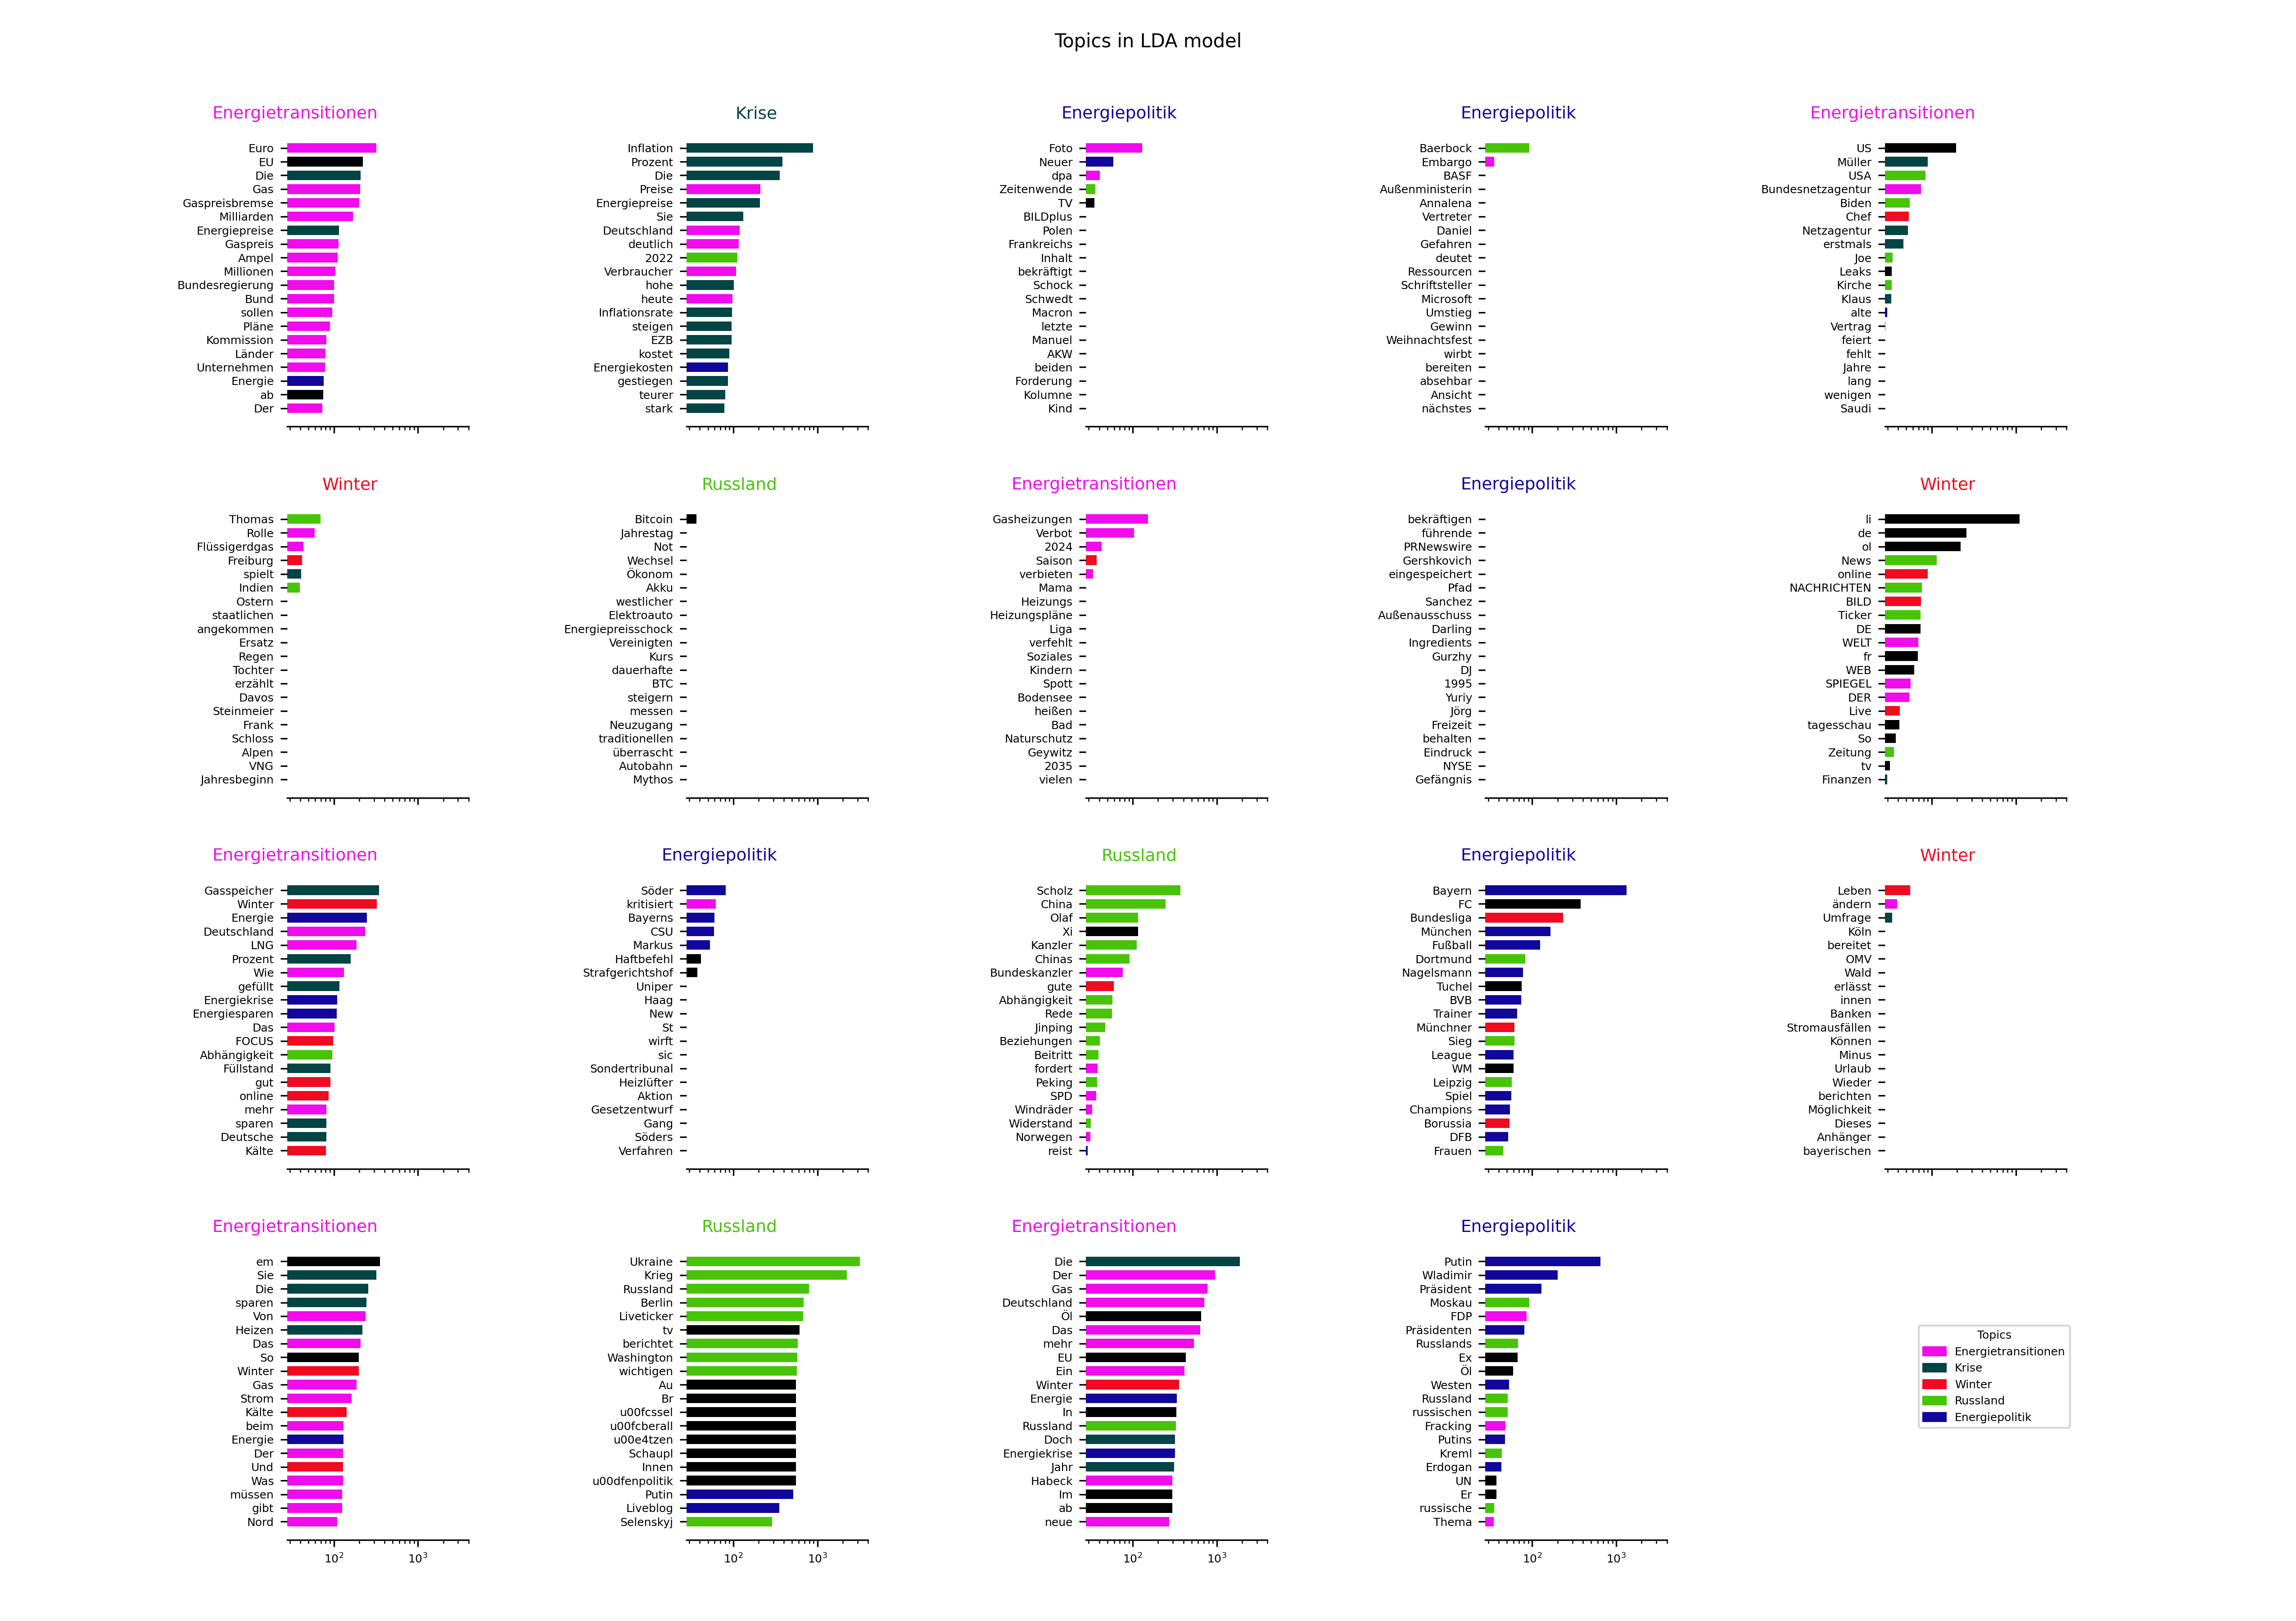 Topics in LDA model
Energietransitionen
Euro
EU
Die
Gas
Gaspreisbremse
Milliarden
Energiepreise
Gaspreis
Ampel
Millionen
Bundesregierung
Bund
sollen
Pläne
Kommission
Länder
Unternehmen
Energie
ab
Der
Krise
Inflation
Prozent
Die
Preise
Energiepreise
Sie
Deutschland
deutlich
2022
Verbraucher
hohe
heute
Inflationsrate
steigen
EZB
kostet
Energiekosten
gestiegen
teurer
stark
Energiepolitik
Foto
Neuer
dpa
Zeitenwende
TV
BILDplus
Polen
Frankreichs
Inhalt
bekräftigt
Schock
Schwedt
Macron
letzte
Manuel
AKW
beiden
Forderung
Kolumne
Kind
Energiepolitik
Baerbock
Embargo
BASF
Außenministerin
Annalena
Vertreter
Daniel
Gefahren
deutet
Ressourcen
Schriftsteller
Microsoft
Umstieg
Gewinn
Weihnachtsfest
wirbt
bereiten
absehbar
Ansicht
nächstes
Energietransitionen
US
Müller
USA
Bundesnetzagentur
Biden
Chef
Netzagentur
erstmals
Joe
Leaks
Kirche
Klaus
alte
Vertrag
feiert
fehlt
Jahre
lang
wenigen
Saudi
Winter
Thomas
Rolle
Flüssigerdgas
Freiburg
spielt
Indien
Ostern
staatlichen
angekommen
Ersatz
Regen
Tochter
erzählt
Davos
Steinmeier
Frank
Schloss
Alpen
VNG
Jahresbeginn
Russland
Bitcoin
Jahrestag
Not
Wechsel
Ökonom
Akku
westlicher
Elektroauto
Energiepreisschock
Vereinigten
Kurs
dauerhafte
BTC
steigern
messen
Neuzugang
traditionellen
überrascht
Autobahn
Mythos
Energietransitionen
Gasheizungen
Verbot
2024
Saison
verbieten
Mama
Heizungs
Heizungspläne
Liga
verfehlt
Soziales
Kindern
Spott
Bodensee
heißen
Bad
Naturschutz
Geywitz
2035
vielen
Energiepolitik
bekräftigen
führende
PRNewswire
Gershkovich
eingespeichert
Pfad
Sanchez
Außenausschuss
Darling
Ingredients
Gurzhy
DJ
1995
Yuriy
Jörg
Freizeit
behalten
Eindruck
NYSE
Gefängnis
Winter
li
de
ol
News
online
NACHRICHTEN
BILD
Ticker
DE
WELT
fr
WEB
SPIEGEL
DER
Live
tagesschau
So
Zeitung
tv
Finanzen
Energietransitionen
Gasspeicher
Winter
Energie
Deutschland
LNG
Prozent
Wie
gefüllt
Energiekrise
Energiesparen
Das
FOCUS
Abhängigkeit
Füllstand
gut
online
mehr
sparen
Deutsche
Kälte
Energiepolitik
Söder
kritisiert
Bayerns
CSU
Markus
Haftbefehl
Strafgerichtshof
Uniper
Haag
New
St
wirft
sic
Sondertribunal
Heizlüfter
Aktion
Gesetzentwurf
Gang
Söders
Verfahren
Russland
Scholz
China
Olaf
Xi
Kanzler
Chinas
Bundeskanzler
gute
Abhängigkeit
Rede
Jinping
Beziehungen
Beitritt
fordert
Peking
SPD
Windräder
Widerstand
Norwegen
reist
Energiepolitik
Bayern
FC
Bundesliga
München
Fußball
Dortmund
Nagelsmann
Tuchel
BVB
Trainer
Münchner
Sieg
League
WM
Leipzig
Spiel
Champions
Borussia
DFB
Frauen
Winter
Leben
ändern
Umfrage
Köln
bereitet
OMV
Wald
erlässt
innen
Banken
Stromausfällen
Können
Minus
Urlaub
Wieder
berichten
Möglichkeit
Dieses
Anhänger
bayerischen
Energietransitionen
em
Sie
Die
sparen
Von
Heizen
Das
So
Winter
Gas
Strom
Kälte
beim
Energie
Der
Und
Was
müssen
gibt
Nord
10² 10³
Russland
Ukraine
Krieg
Russland
Berlin
Liveticker
tv
berichtet
Washington
wichtigen
Au
Br
u00fcssel
u00fcberall
u00e4tzen
Schaupl
Innen
u00dfenpolitik
Putin
Liveblog
Selenskyj
10² 10³
Energietransitionen
Die
Der
Gas
Deutschland
Öl
Das
mehr
EU
Ein
Winter
Energie
In
Russland
Doch
Energiekrise
Jahr
Habeck
Im
ab
neue
10² 10³
Energiepolitik
Putin
Wladimir
Präsident
Moskau
FDP
Präsidenten
Russlands
Ex
Öl
Westen
Russland
russischen
Fracking
Putins
Kreml
Erdogan
UN
Er
russische
Thema
10² 10³
Topics
Energietransitionen
Krise
Winter
Russland
Energiepolitik